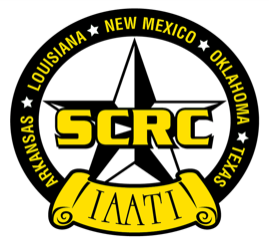 ARKANSAS ★ LOUISIANA ★ NEW MEXICO ★ OKLAHOMA ★ TEXAS
SCRC
IAATI